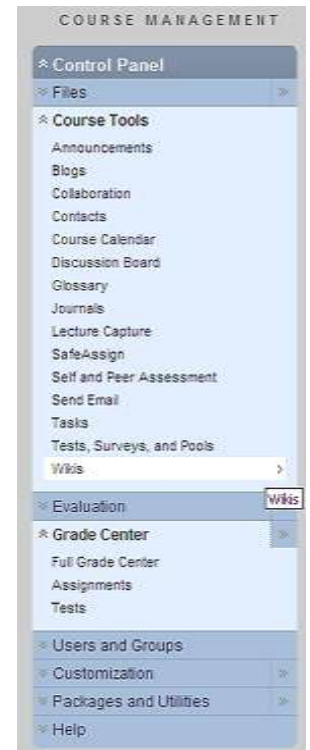 COURSE MANAGEMENT
Control Panel
Files
Course Tools
Announcements
Blogs
Collaboration
Contacts
Course Calendar
Discussion Board
Glossary
Journals
Lecture Capture
SafeAssign
Self and Peer Assessment
Send Email
Tasks
Tests, Surveys, and Pools
Wikis
Wikis
Evaluation
Grade Center
Full Grade Center
Assignments
Tests
Users and Groups
Customization
Packages and Utilities
Help